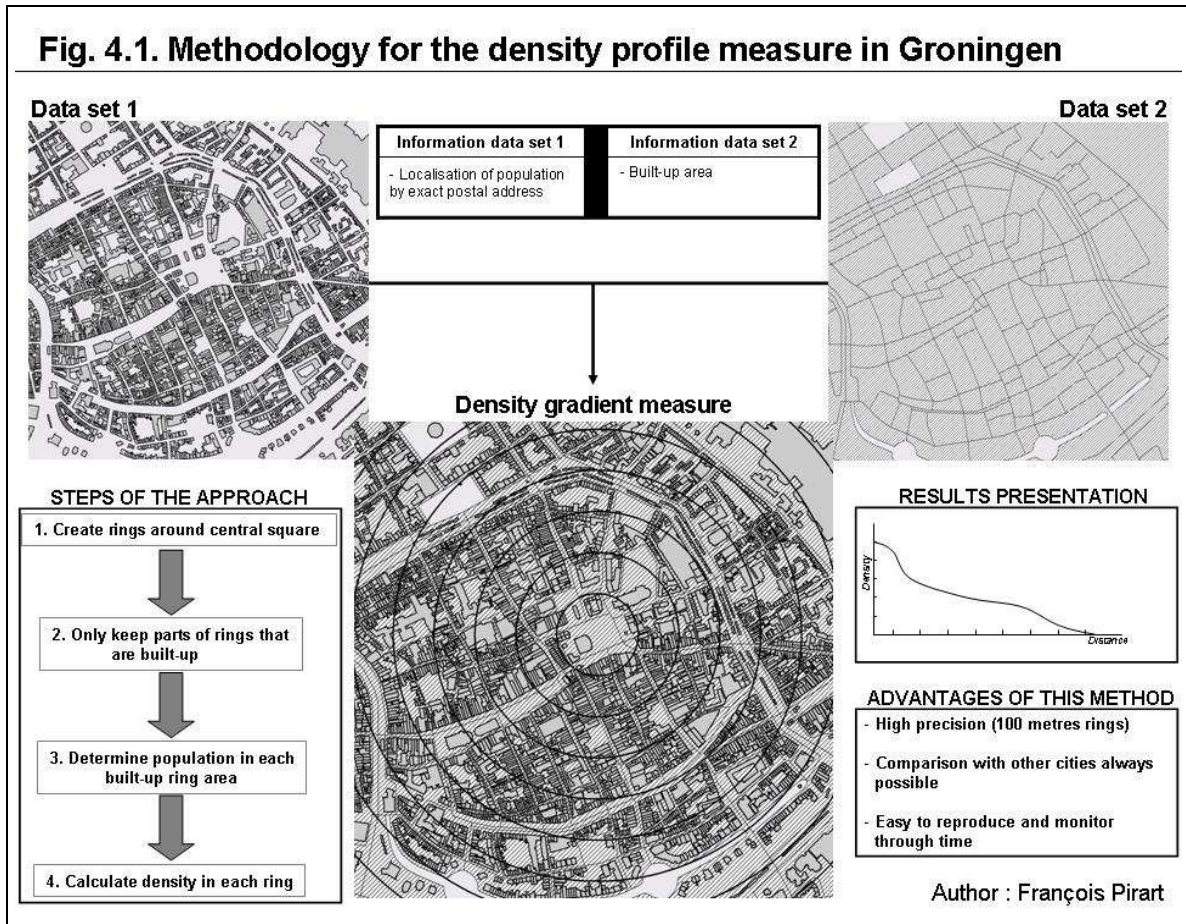 Fig. 4.1. Methodology for the density profile measure in Groningen
Data set 1
Data set 2
Information data set 1
- Localisation of population
by exact postal address
Information data set 2
- Built-up area
Density gradient measure
STEPS OF THE APPROACH
1. Create rings around central square
2. Only keep parts of rings that
are built-up
3. Determine population in each
built-up ring area
4. Calculate density in each ring
RESULTS PRESENTATION
Density
Distance
ADVANTAGES OF THIS METHOD
- High precision (100 metres rings)
- Comparison with other cities always
possible
- Easy to reproduce and monitor
through time
Author : François Pirart